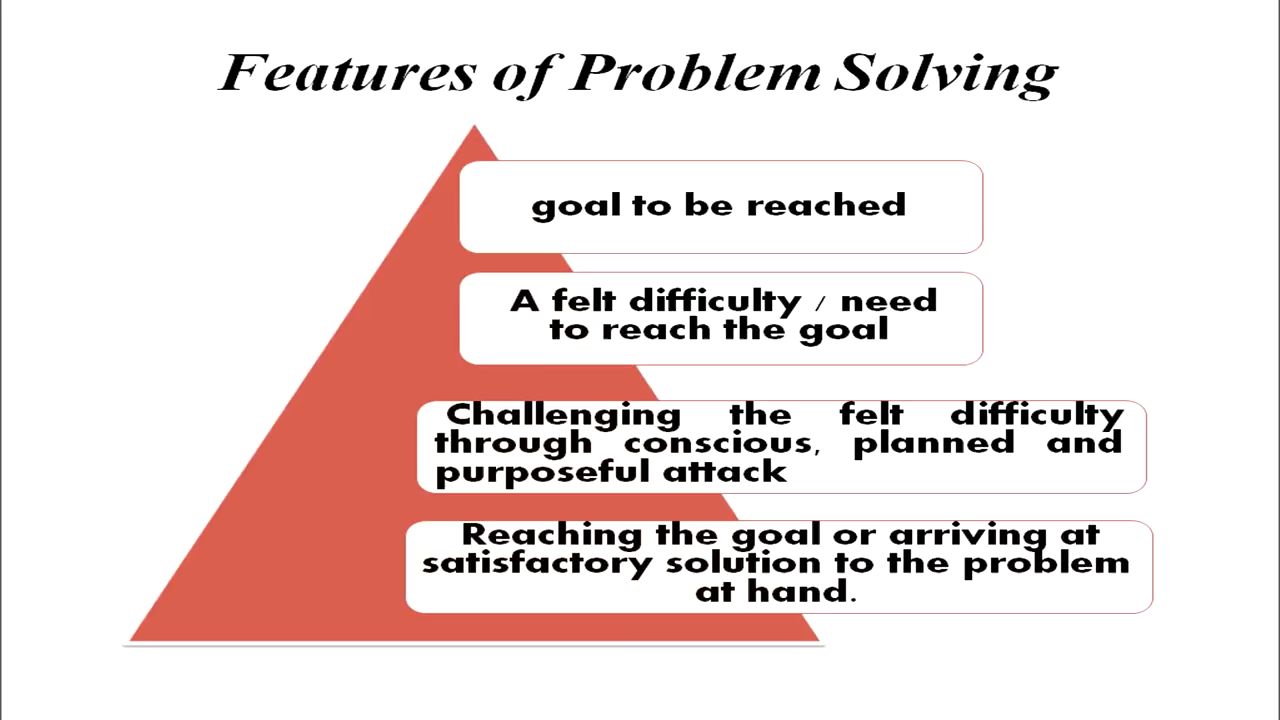 Features of Problem Solving
goal to be reached
A felt difficulty / need
to reach the goal
Challenging the felt difficulty
through conscious, planned and
purposeful attack
Reaching the goal or arriving at
satisfactory solution to the problem
at hand.